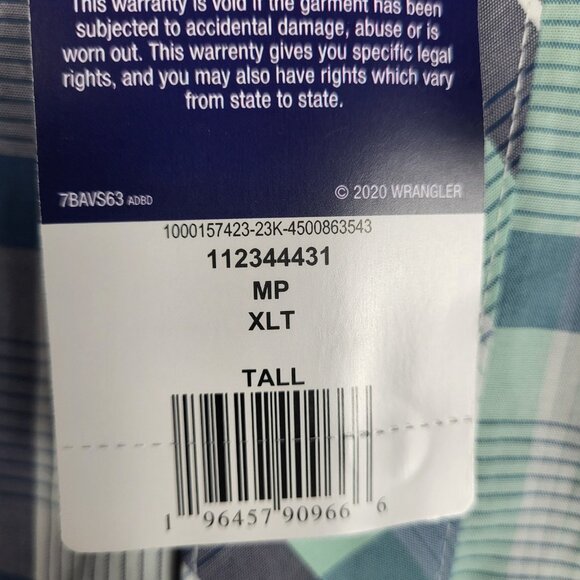 This warranty is void if the garment has been
subjected to accidental damage, abuse or is
worn out. This warrenty gives you specific legal
rights, and you may also have rights which vary
from state to state.
7BAVS63 ADBD
© 2020 WRANGLER
1000157423-23K-4500863543
112344431
MP
XLT
TALL
1 96457 90966 6